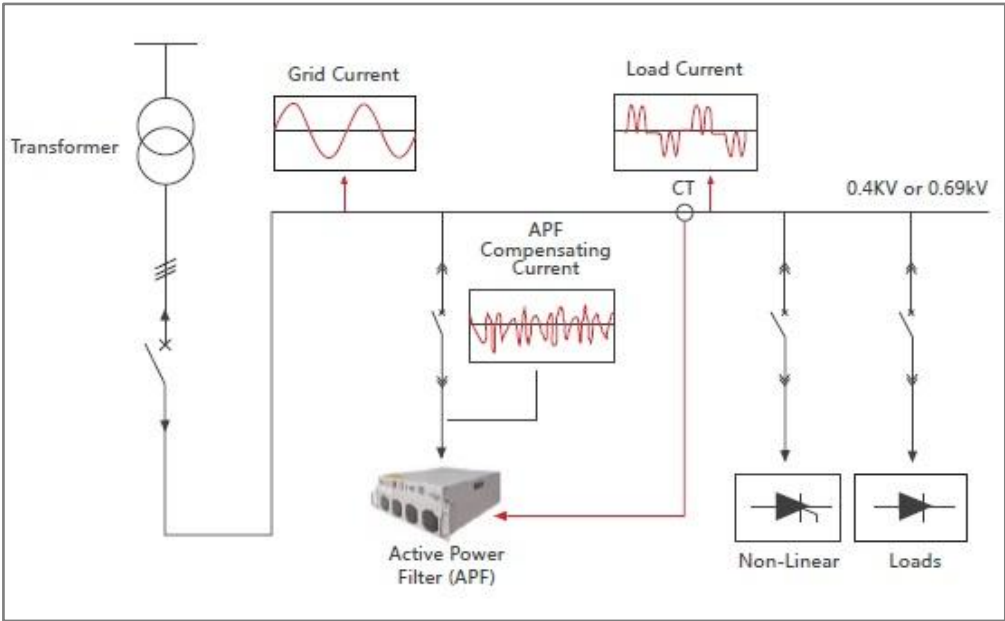 Grid Current
Load Current
Transformer
CT
0.4KV or 0.69kV
APF
Compensating
Current
Active Power
Filter (APF)
Non-Linear
Loads